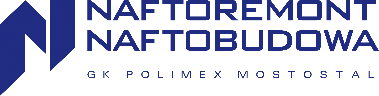 NAFTOREMONT
NAFTOBUDOWA
GK POLIMEX MOSTOSTAL